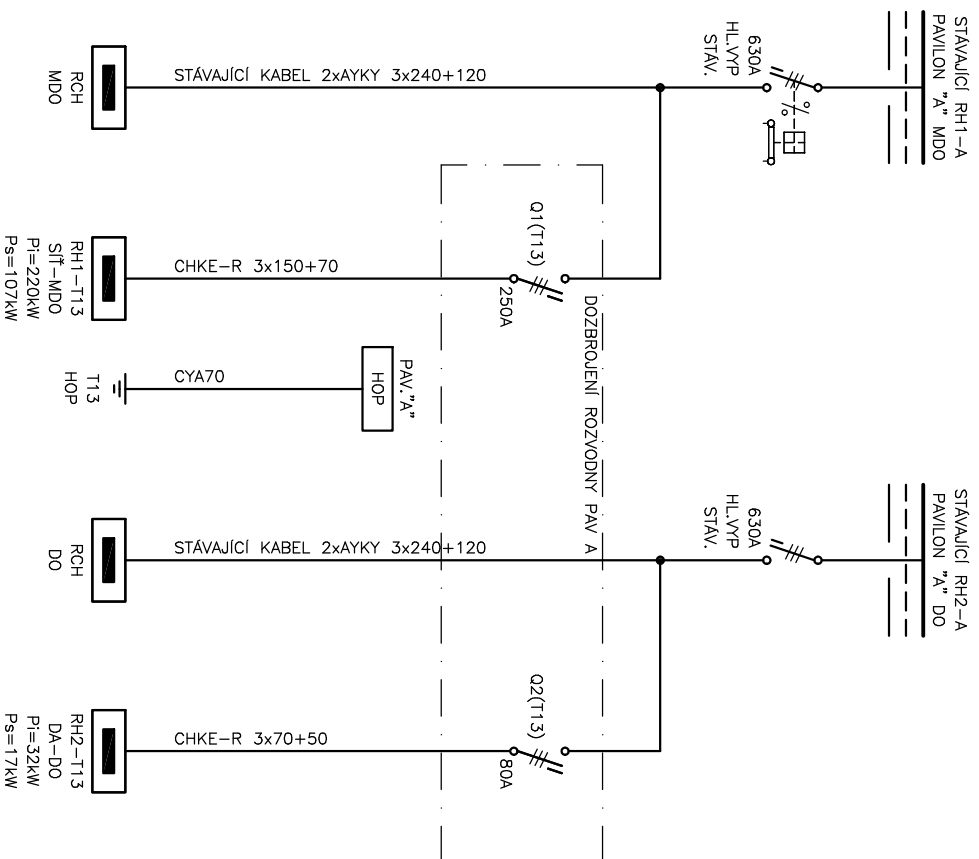 STÁVAJÍCÍ RH1-A
PAVILON "A" MDO
630A
HL.VYP
STÁV.
STÁVAJÍCÍ KABEL 2xAYKY 3x240+120
RCH
MDO
Q1(T13)
250A
CHKE-R 3x150+70
RH1-T13
SÍŤ-MDO
Pi=220kW
Ps=107kW
DOZBROJENÍ ROZVODNY PAV A
PAV."A"
HOP
CYA70
T13
HOP
STÁVAJÍCÍ RH2-A
PAVILON "A" DO
630A
HL.VYP
STÁV.
STÁVAJÍCÍ KABEL 2xAYKY 3x240+120
RCH
DO
Q2(T13)
80A
CHKE-R 3x70+50
RH2-T13
DA-DO
Pi=32kW
Ps=17kW